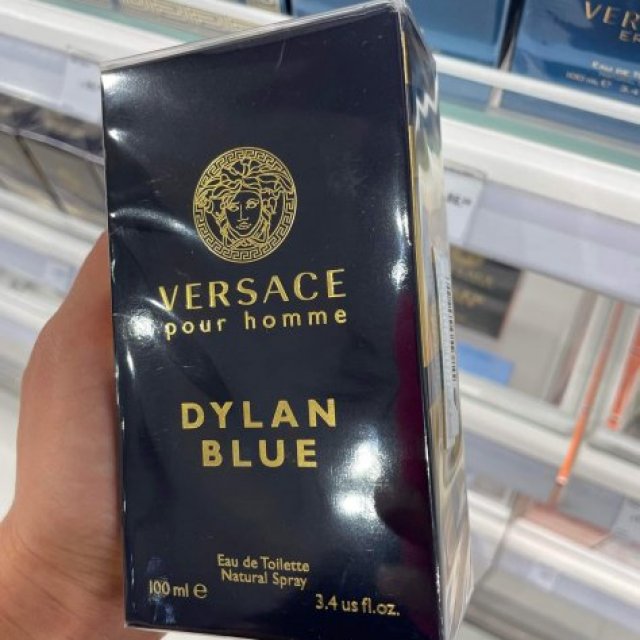 VERSACE
pour homme
DYLAN
BLUE
Eau de Toilette
Natural Spray
100 ml e
3.4 us fl.oz.